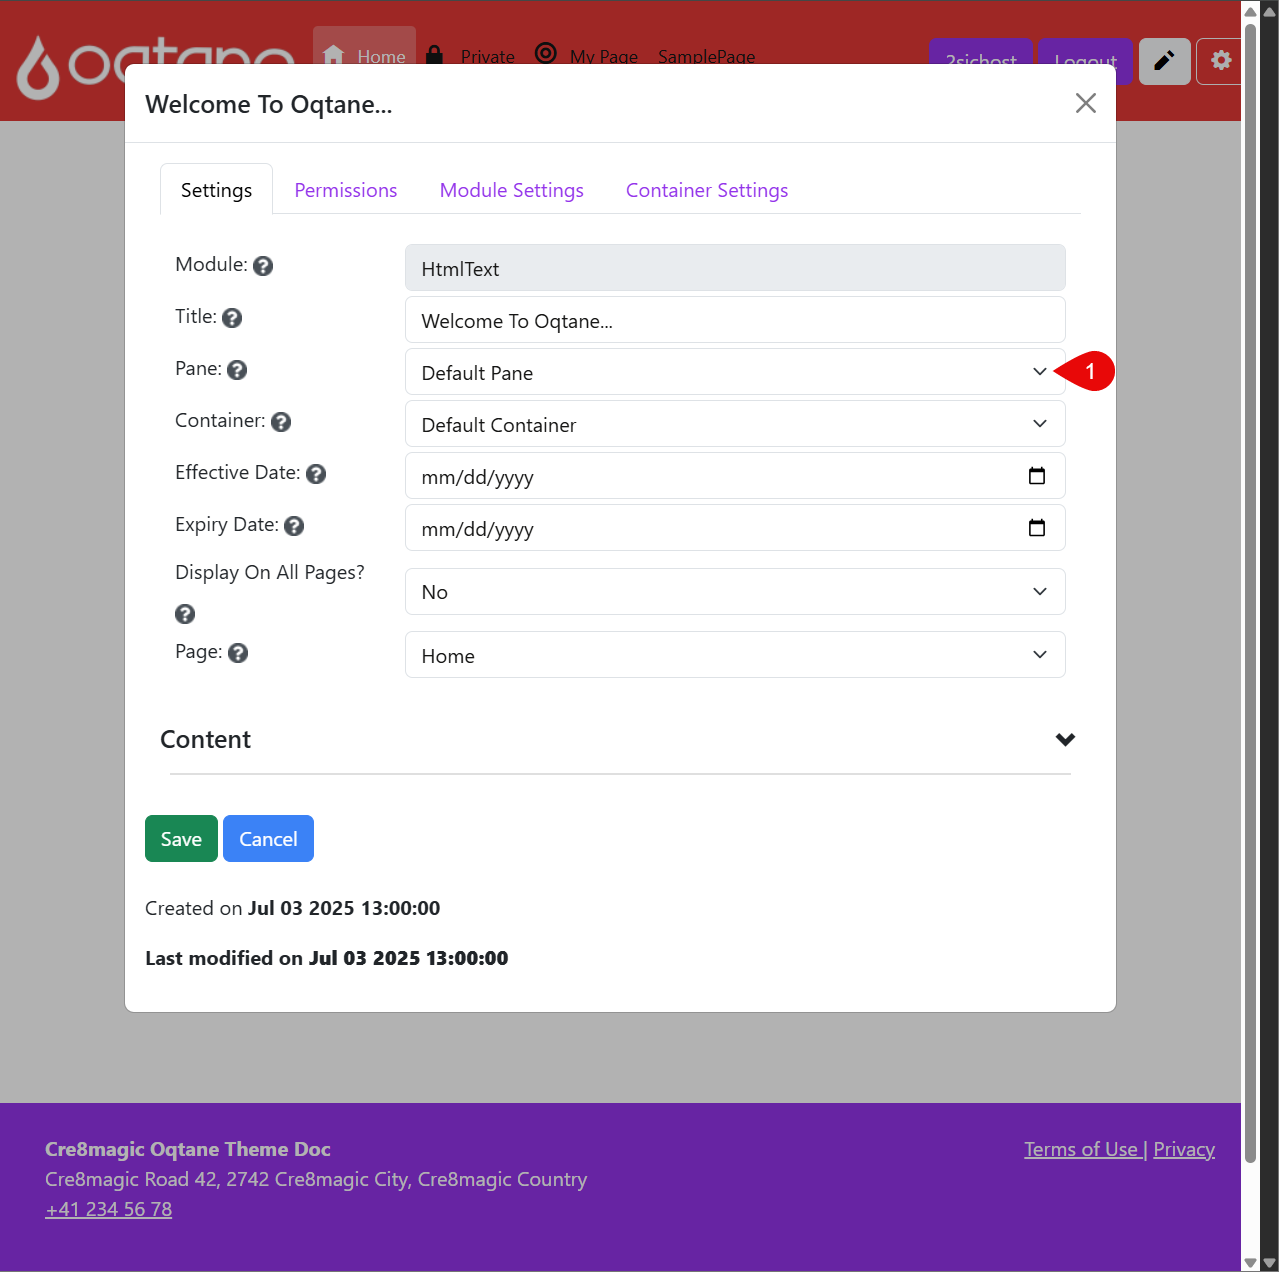 oqtane
Home
Private
My Page
SamplePage
2sichost
Logout
Welcome To Oqtane...
Settings
Permissions
Module Settings
Container Settings
Module: ?
HtmlText
Title: ?
Welcome To Oqtane...
Pane: ?
Default Pane
1
Container: ?
Default Container
Effective Date: ?
mm/dd/yyyy
Expiry Date: ?
mm/dd/yyyy
Display On All Pages?
?
No
Page: ?
Home
Content
Save
Cancel
Created on Jul 03 2025 13:00:00
Last modified on Jul 03 2025 13:00:00
Cre8magic Oqtane Theme Doc
Terms of Use | Privacy
Cre8magic Road 42, 2742 Cre8magic City, Cre8magic Country
+41 234 56 78